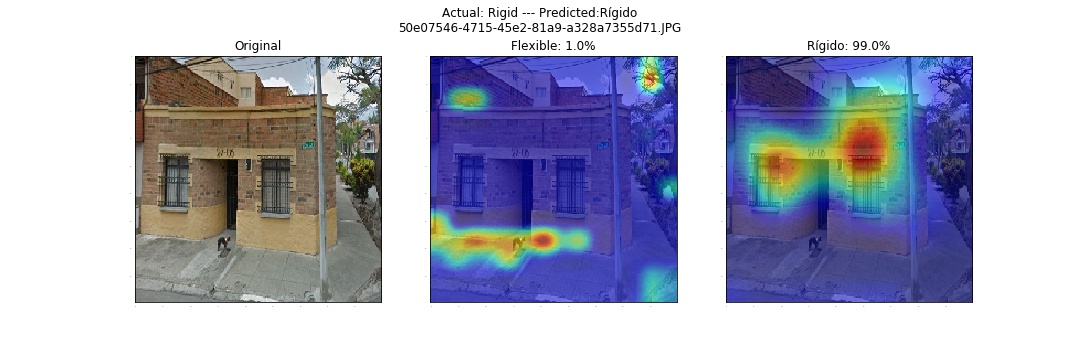 Actual: Rigid --- Predicted:Rígido
50e07546-4715-45e2-81a9-a328a7355d71.JPG
Original
Flexible: 1.0%
Rígido: 99.0%